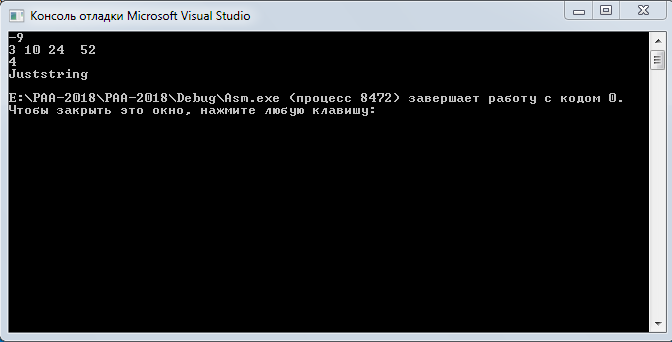 Консоль отладки Microsoft Visual Studio
-9
3 10 24  52
4
Juststring
E:\PAA-2018\PAA-2018\Debug\Asm.exe (процесс 8472) завершает работу с кодом 0.
Чтобы закрыть это окно, нажмите любую клавишу: